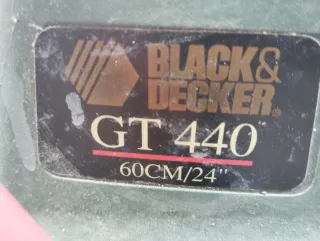 BLACK&
DECKER®
GT 440
60CM/24"